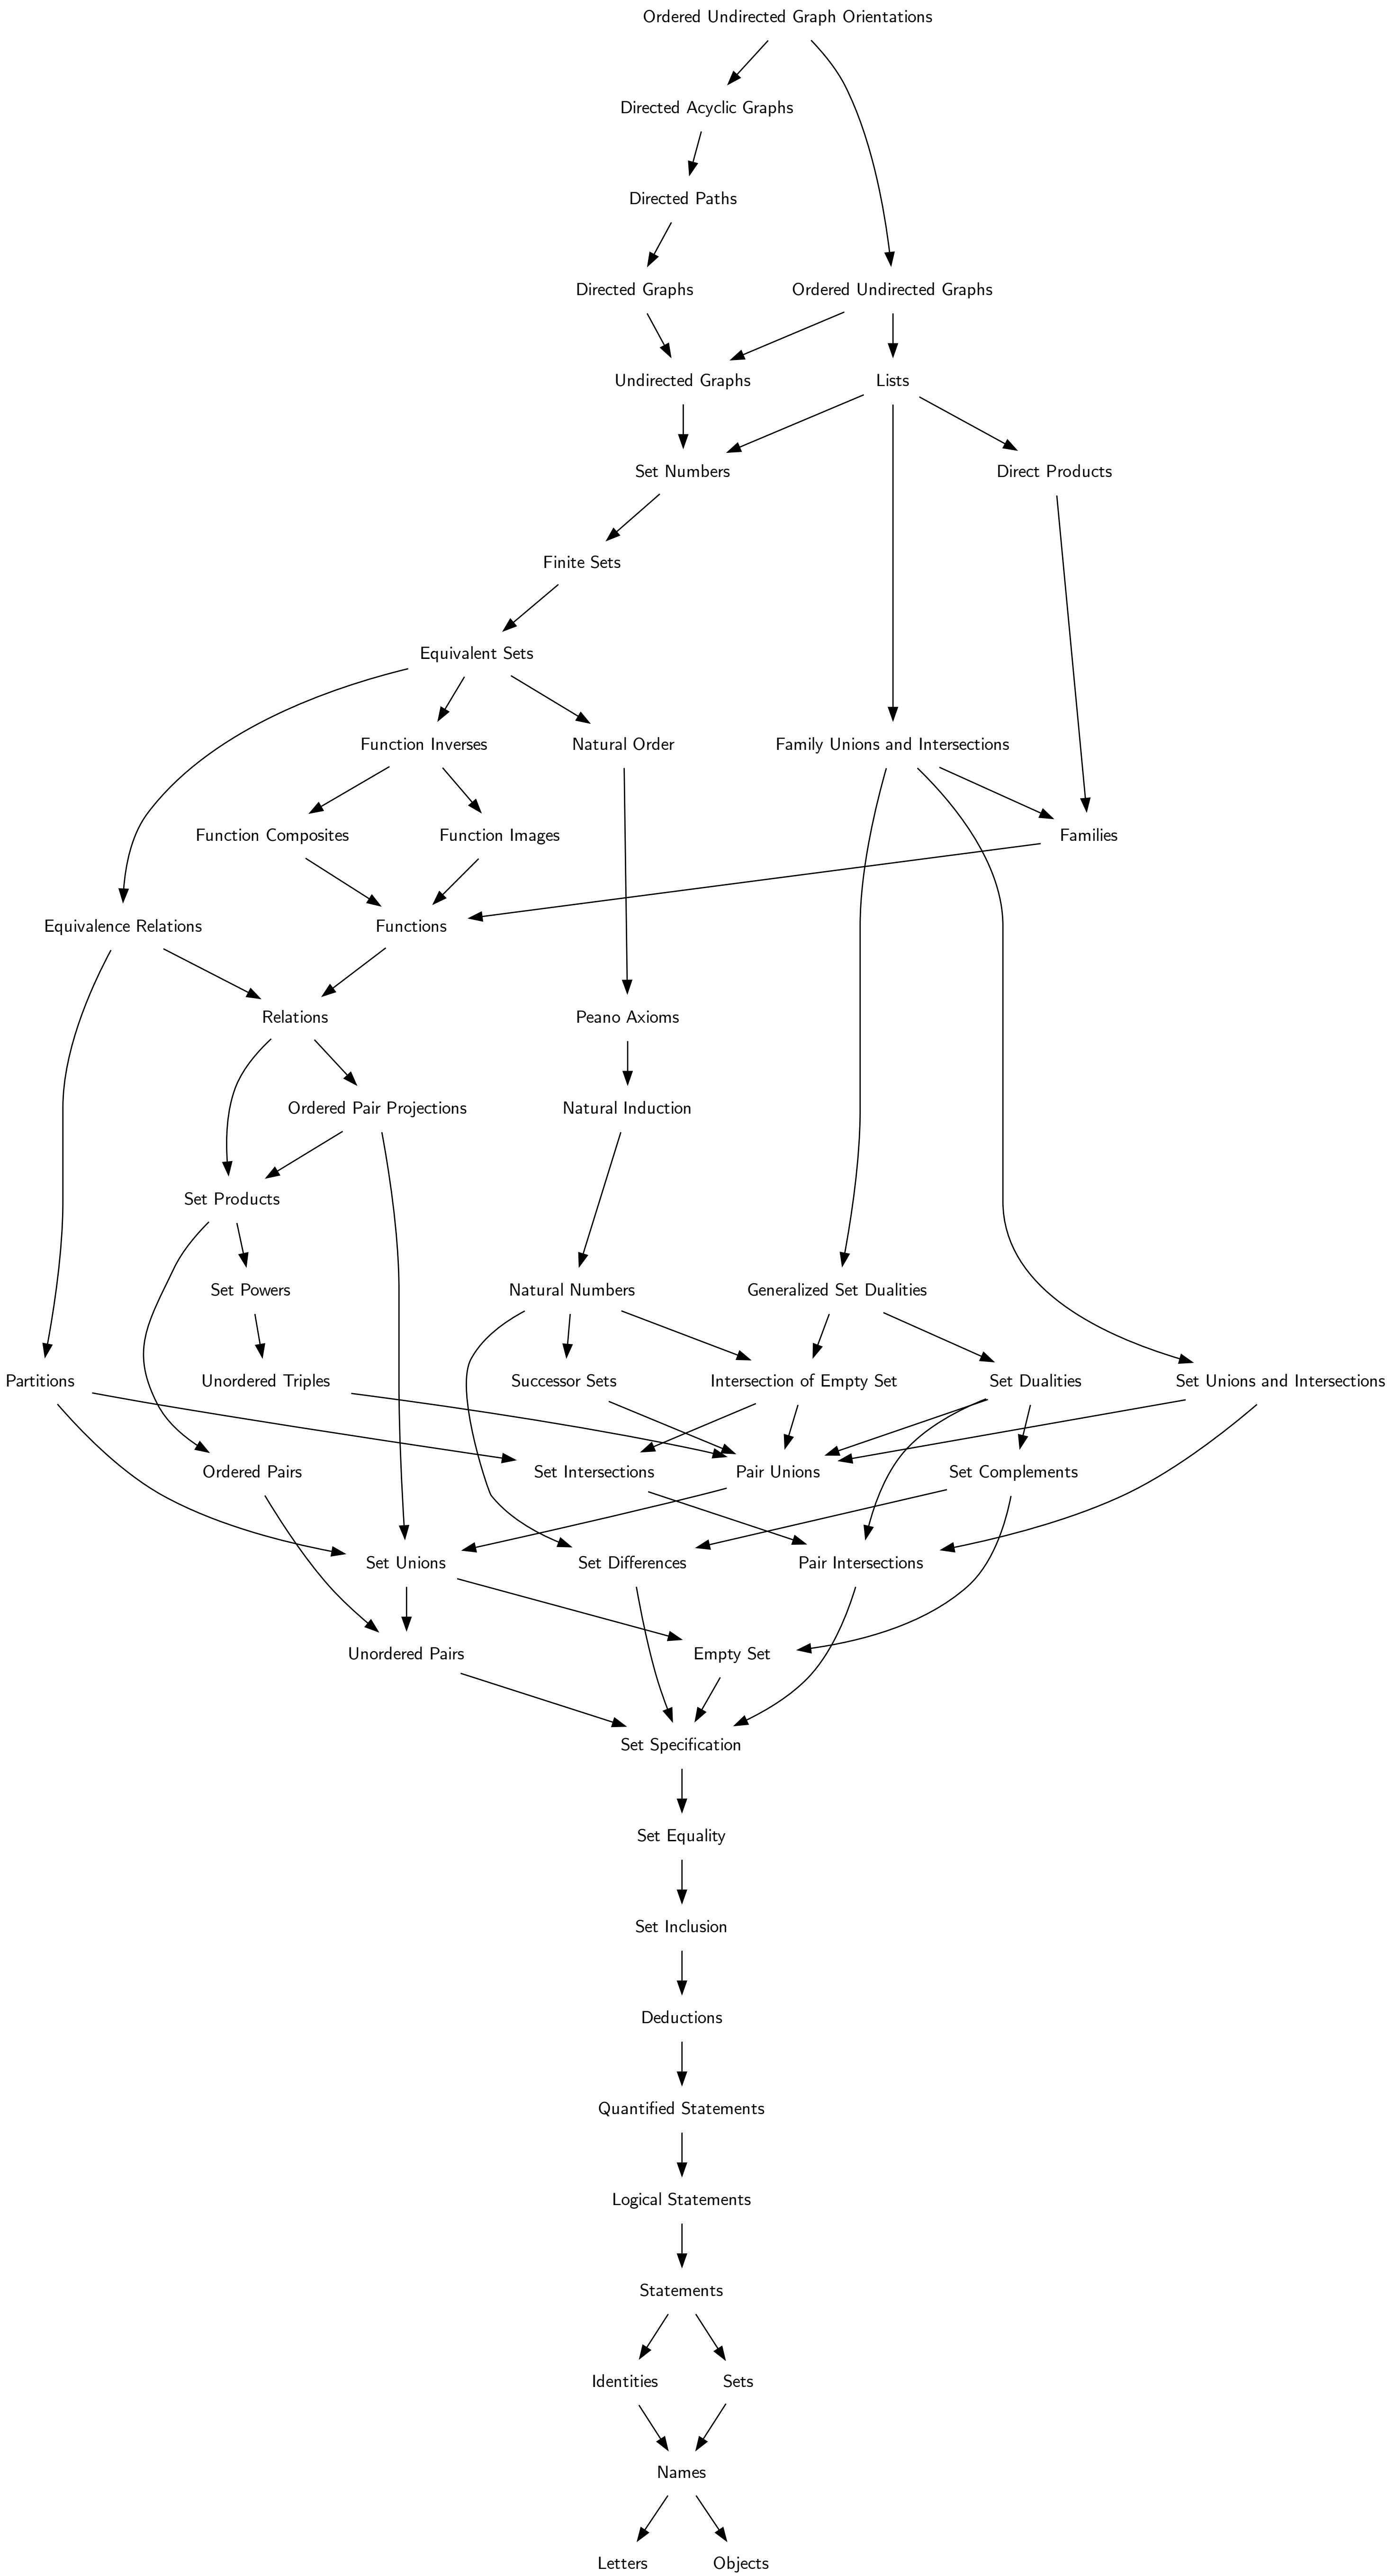 Ordered Undirected Graph Orientations
Directed Acyclic Graphs
Directed Paths
Directed Graphs
Ordered Undirected Graphs
Undirected Graphs
Lists
Set Numbers
Direct Products
Finite Sets
Equivalent Sets
Function Inverses
Natural Order
Family Unions and Intersections
Function Composites
Function Images
Families
Equivalence Relations
Functions
Relations
Peano Axioms
Ordered Pair Projections
Natural Induction
Set Products
Set Powers
Natural Numbers
Generalized Set Dualities
Partitions
Unordered Triples
Successor Sets
Intersection of Empty Set
Set Dualities
Set Unions and Intersections
Ordered Pairs
Set Intersections
Pair Unions
Set Complements
Set Unions
Set Differences
Pair Intersections
Unordered Pairs
Empty Set
Set Specification
Set Equality
Set Inclusion
Deductions
Quantified Statements
Logical Statements
Statements
Identities
Sets
Names
Letters
Objects